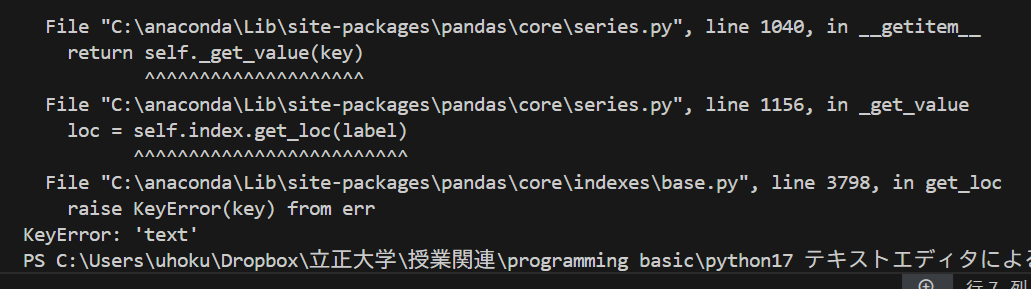 File "C:\anaconda\Lib\site-packages\pandas\core\series.py", line 1040, in __getitem__
return self._get_value(key)
^^^^^^^^^^^^^^^^^^^^
File "C:\anaconda\Lib\site-packages\pandas\core\series.py", line 1156, in _get_value
loc = self.index.get_loc(label)
^^^^^^^^^^^^^^^^^^^^^^^^^
File "C:\anaconda\Lib\site-packages\pandas\core\indexes\base.py", line 3798, in get_loc
raise KeyError(key) from err
KeyError: 'text'
PS C:\Users\uhoku\Dropbox\立正大学\授業関連\programming basic\python17 テキストエディタによる
行 7, 列